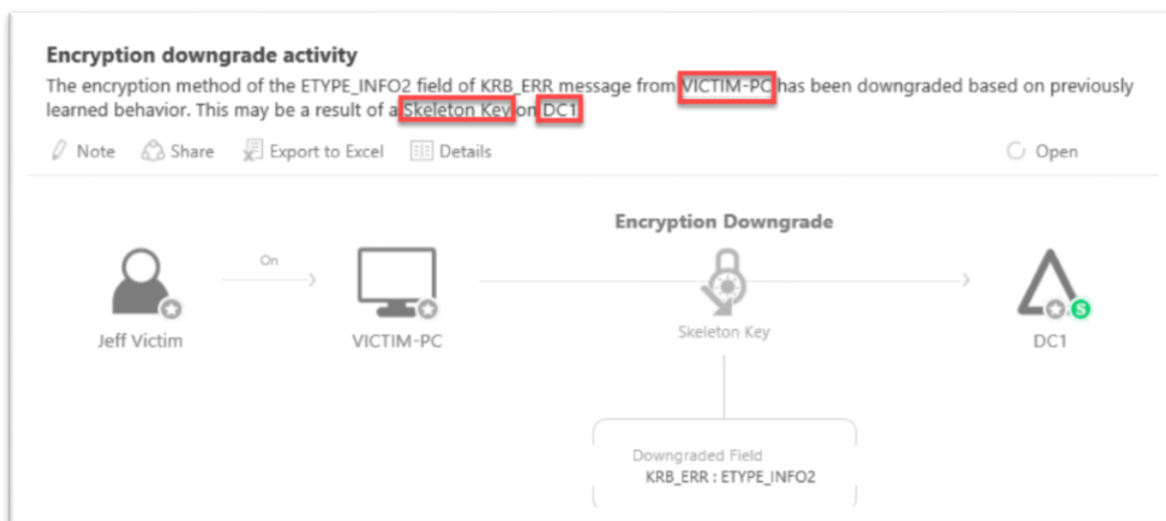 Encryption downgrade activity
The encryption method of the ETYPE_INFO2 field of KRB_ERR message from VICTIM-PC has been downgraded based on previously
learned behavior. This may be a result of a Skeleton Key on DC1
Note Share Export to Excel Details Open
Encryption Downgrade
On
S
Jeff Victim VICTIM-PC Skeleton Key DC1
Downgraded Field
KRB_ERR : ETYPE_INFO2